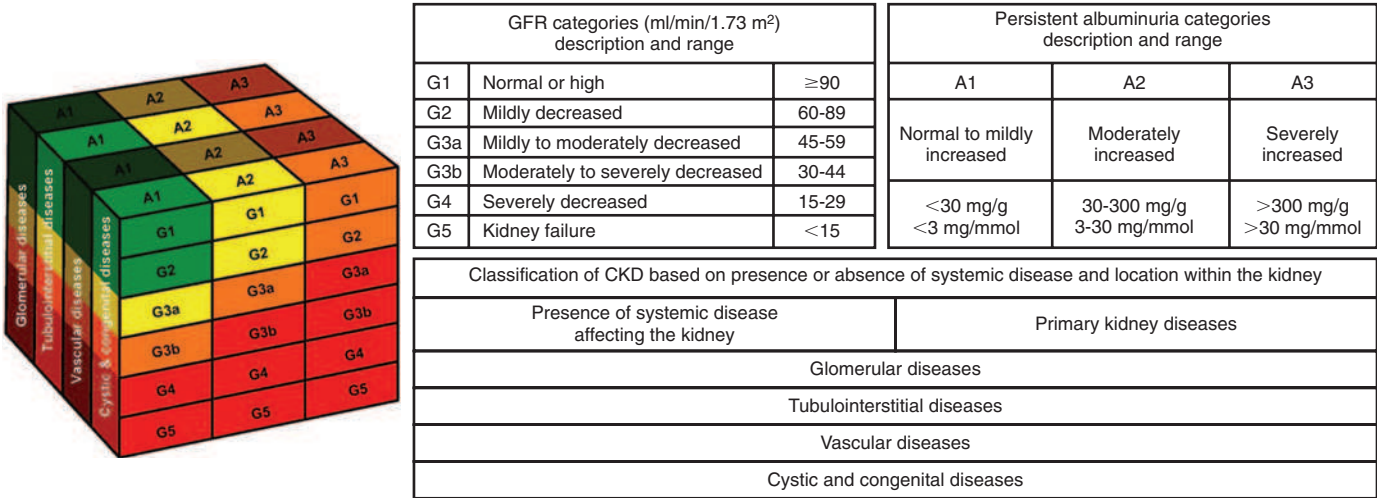 A1 A2 A3
A1 A2 A3
A1 A2 A3
A1 A2 A3
Glomerular diseases
Tubulointerstitial diseases
Vascular diseases
Cystic & congenital diseases
G1 G1 G1
G2 G2 G2
G3a G3a G3a
G3b G3b G3b
G4 G4 G4
G5 G5 G5
GFR categories (ml/min/1.73 m²)
description and range
G1 Normal or high ≥90
G2 Mildly decreased 60-89
G3a Mildly to moderately decreased 45-59
G3b Moderately to severely decreased 30-44
G4 Severely decreased 15-29
G5 Kidney failure <15
Persistent albuminuria categories
description and range
A1 A2 A3
Normal to mildly
increased
Moderately
increased
Severely
increased
<30 mg/g
<3 mg/mmol
30-300 mg/g
3-30 mg/mmol
>300 mg/g
>30 mg/mmol
Classification of CKD based on presence or absence of systemic disease and location within the kidney
Presence of systemic disease
affecting the kidney
Primary kidney diseases
Glomerular diseases
Tubulointerstitial diseases
Vascular diseases
Cystic and congenital diseases